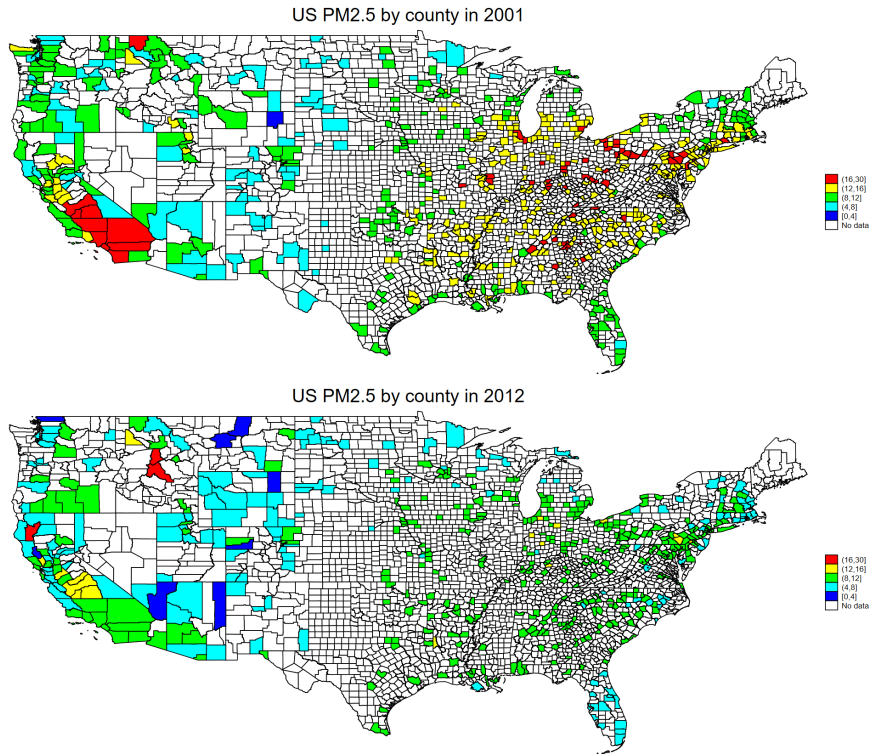 US PM2.5 by county in 2001
(16,30]
(12,16]
(8,12]
(4,8]
[0,4]
No data
US PM2.5 by county in 2012
(16,30]
(12,16]
(8,12]
(4,8]
[0,4]
No data